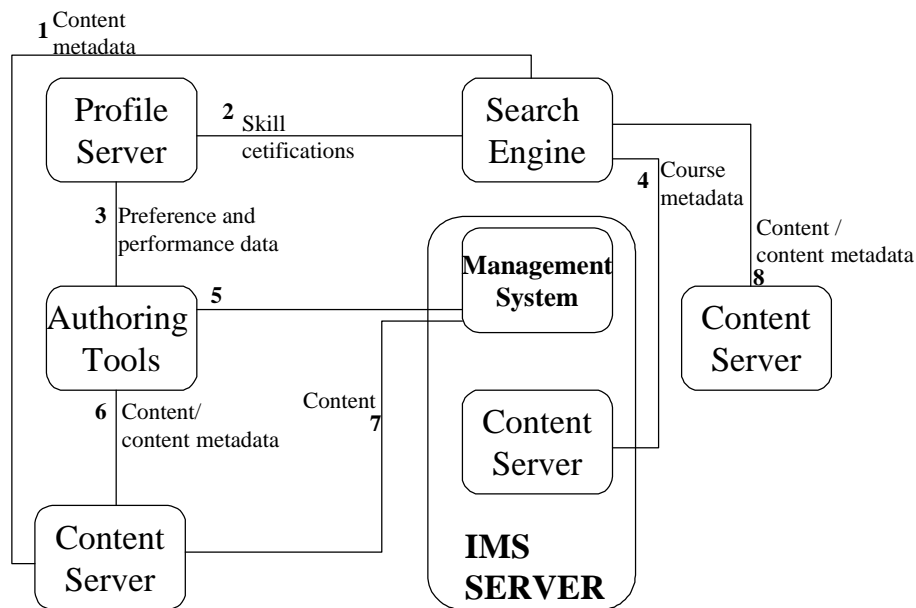 1 Content
metadata
Profile
Server
2 Skill
cetifications
Search
Engine
4 Course
metadata
3 Preference and
performance data
Content /
content metadata
8
Management
System
Authoring
Tools
5
Content
Server
6 Content/
content metadata
Content
7
Content
Server
Content
Server
IMS
SERVER